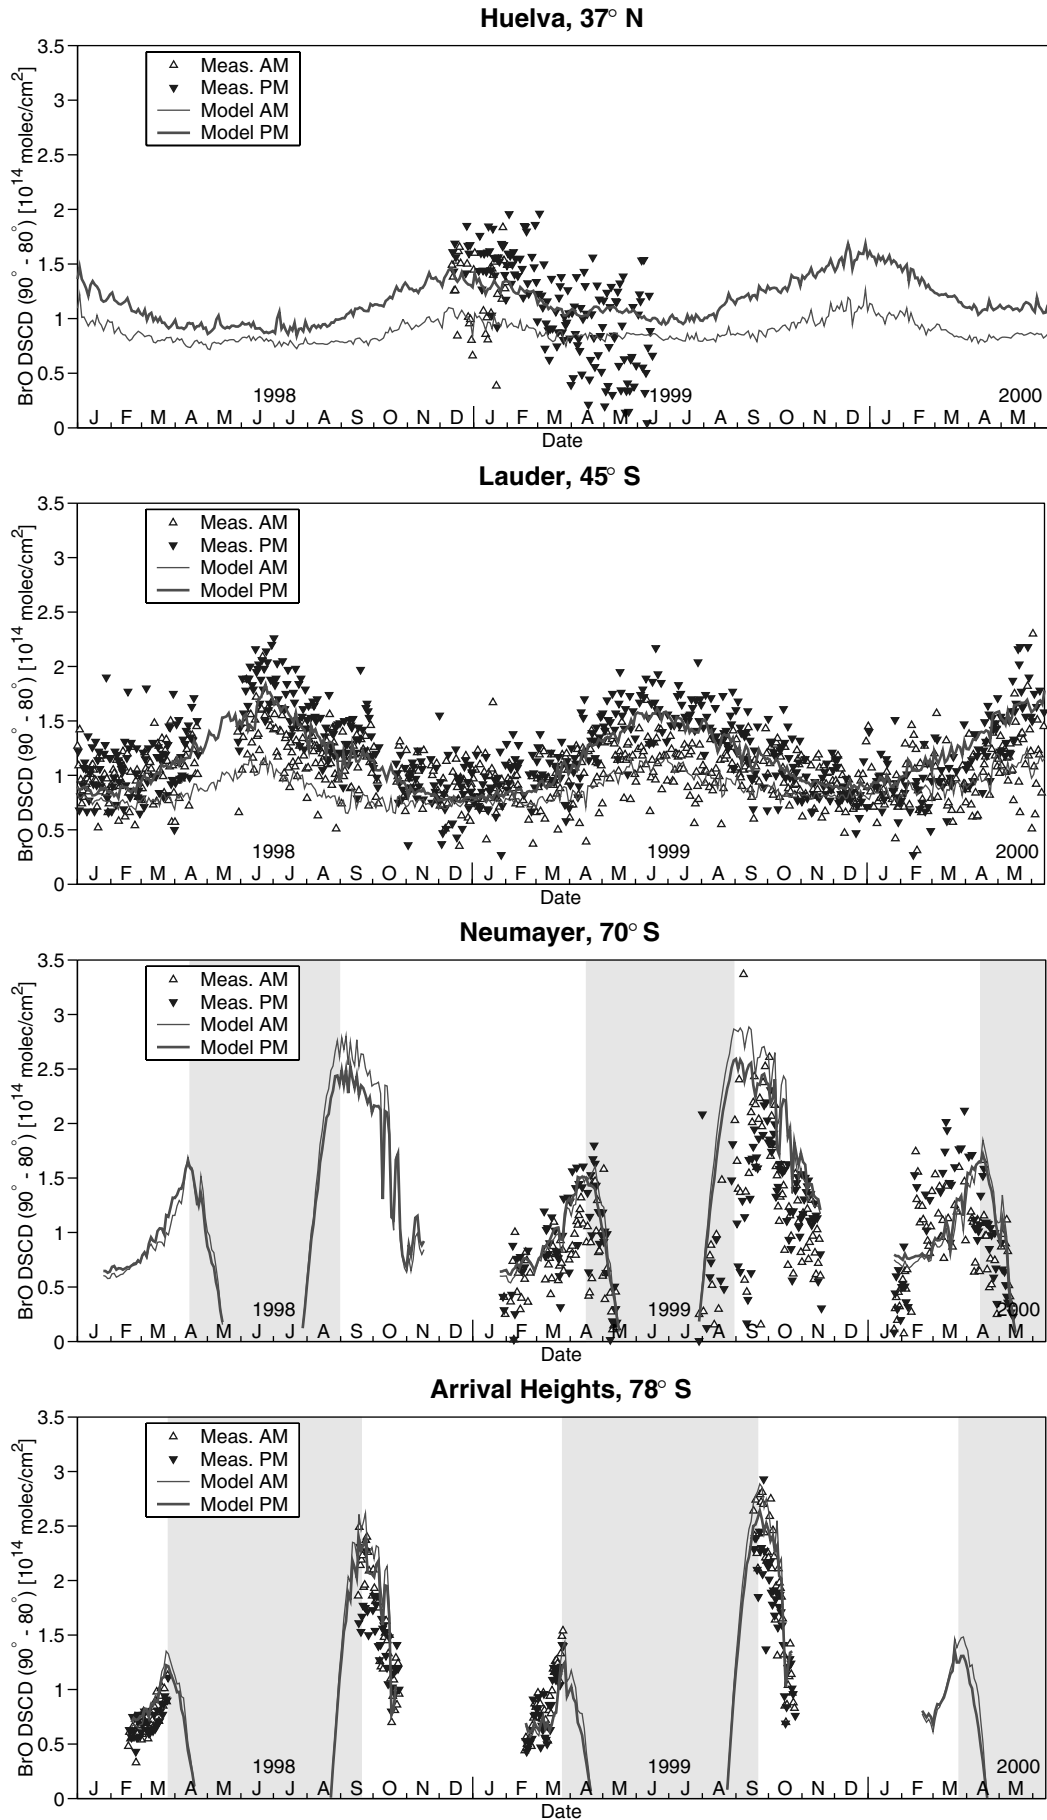 Huelva, 37° N
BrO DSCD (90° - 80°) [10^14 molec/cm^2]
3.5
3
2.5
2
1.5
1
0.5
0
Meas. AM
Meas. PM
Model AM
Model PM
1998 1999 2000
J F M A M J J A S O N D J F M A M J J A S O N D J F M A M
Date
Lauder, 45° S
BrO DSCD (90° - 80°) [10^14 molec/cm^2]
3.5
3
2.5
2
1.5
1
0.5
0
Meas. AM
Meas. PM
Model AM
Model PM
1998 1999 2000
J F M A M J J A S O N D J F M A M J J A S O N D J F M A M
Date
Neumayer, 70° S
BrO DSCD (90° - 80°) [10^14 molec/cm^2]
3.5
3
2.5
2
1.5
1
0.5
0
Meas. AM
Meas. PM
Model AM
Model PM
1998 1999 2000
J F M A M J J A S O N D J F M A M J J A S O N D J F M A M
Date
Arrival Heights, 78° S
BrO DSCD (90° - 80°) [10^14 molec/cm^2]
3.5
3
2.5
2
1.5
1
0.5
0
Meas. AM
Meas. PM
Model AM
Model PM
1998 1999 2000
J F M A M J J A S O N D J F M A M J J A S O N D J F M A M
Date